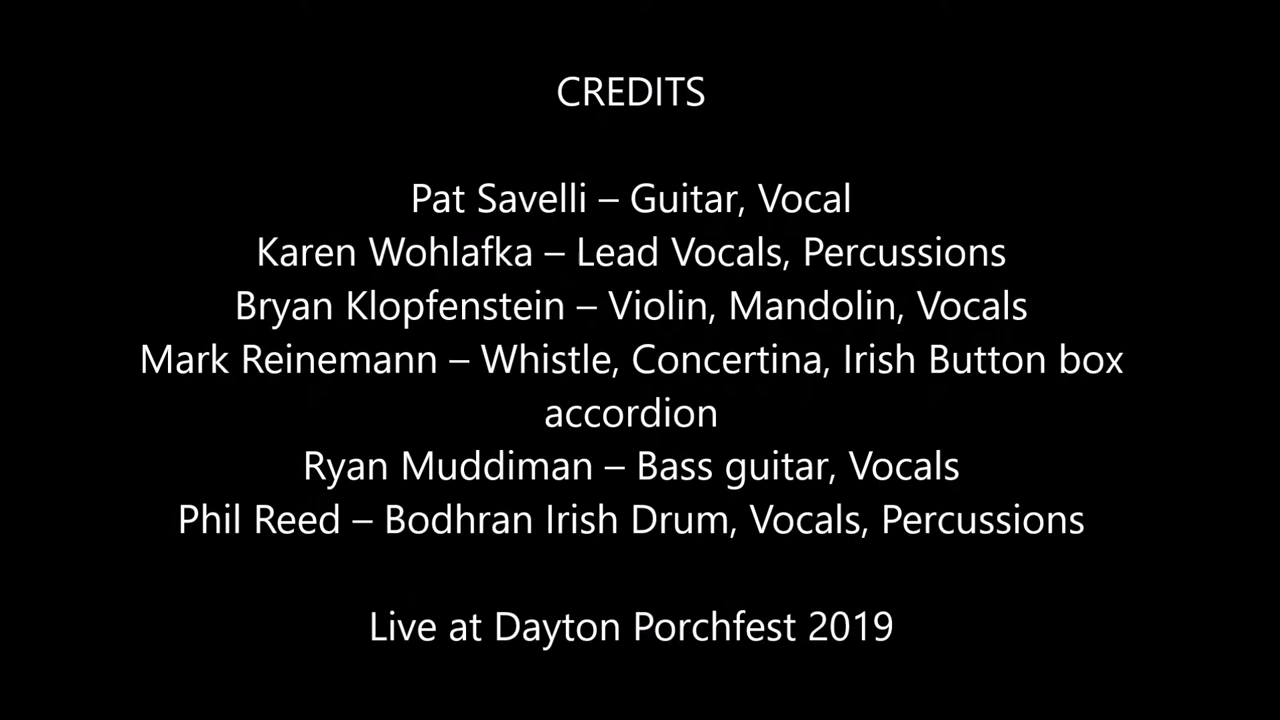 CREDITS
Pat Savelli – Guitar, Vocal
Karen Wohlafka – Lead Vocals, Percussions
Bryan Klopfenstein – Violin, Mandolin, Vocals
Mark Reinemann – Whistle, Concertina, Irish Button box
accordion
Ryan Muddiman – Bass guitar, Vocals
Phil Reed – Bodhran Irish Drum, Vocals, Percussions
Live at Dayton Porchfest 2019